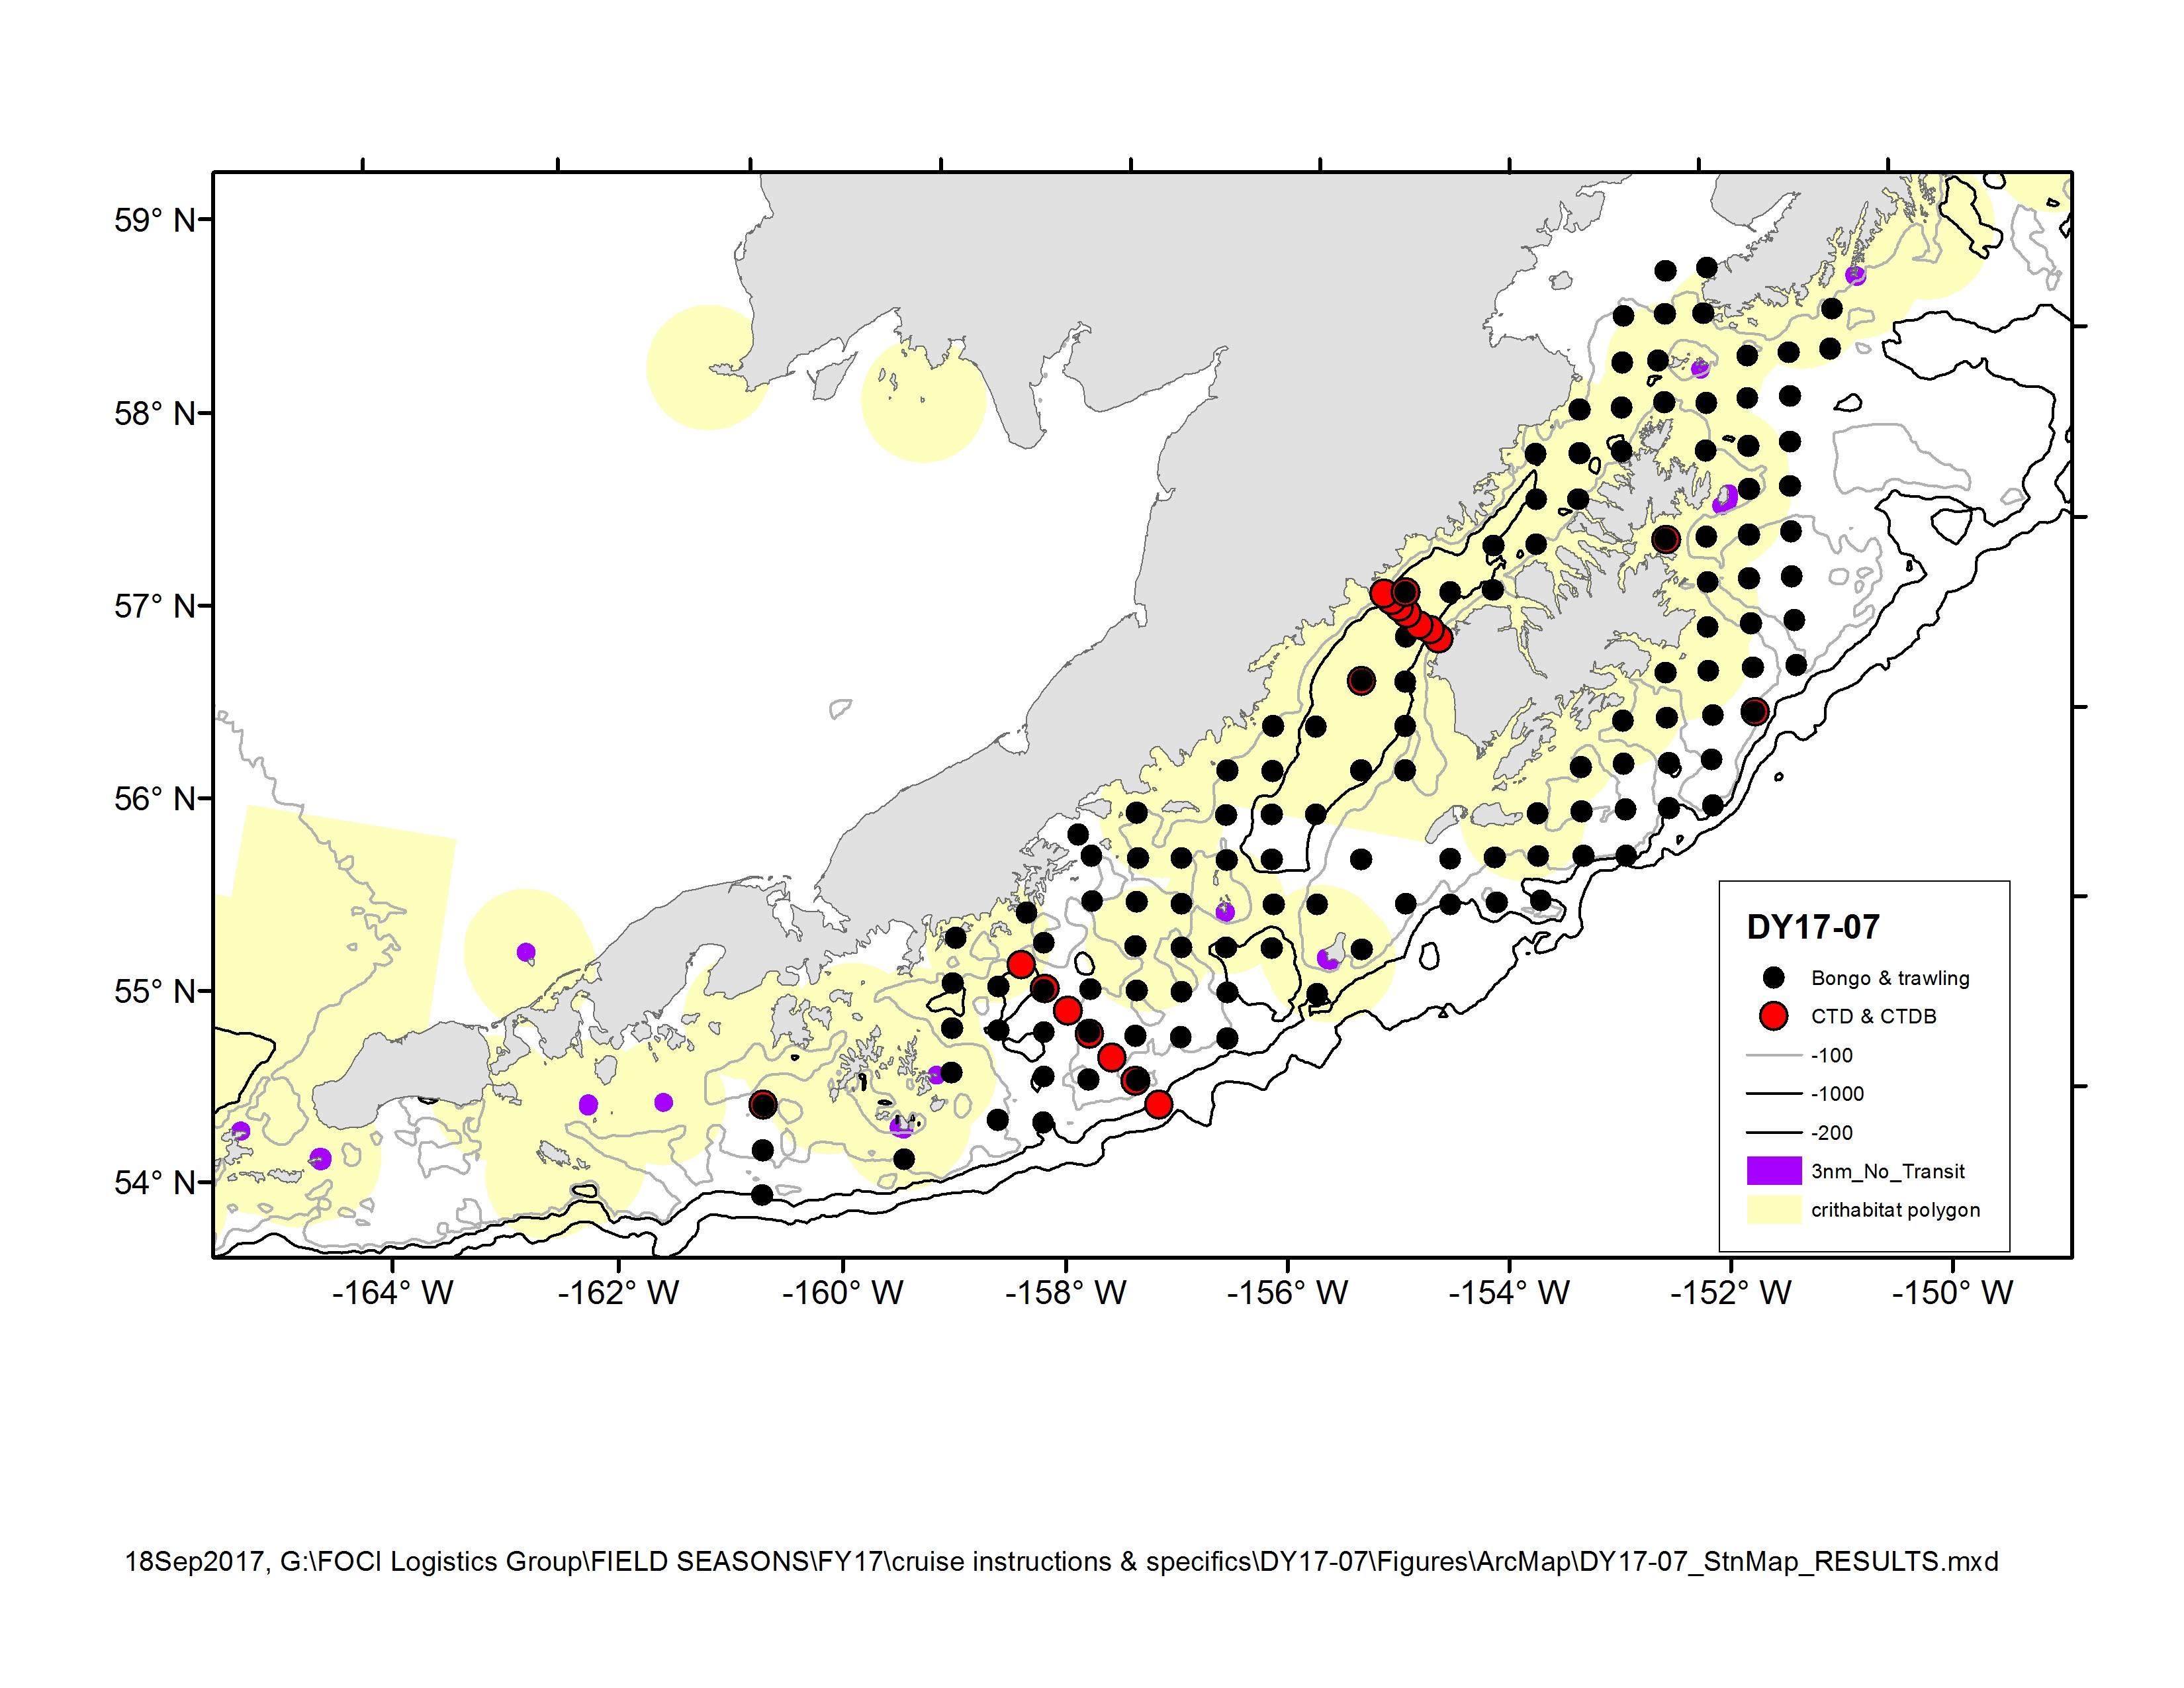 59° N
58° N
57° N
56° N
55° N
54° N
DY17-07
Bongo & trawling
CTD & CTDB
-100
-1000
-200
3nm_No_Transit
crithabitat polygon
-164° W -162° W -160° W -158° W -156° W -154° W -152° W -150° W
18Sep2017, G:\FOCI Logistics Group\FIELD SEASONS\FY17\cruise instructions & specifics\DY17-07\Figures\ArcMap\DY17-07_StnMap_RESULTS.mxd